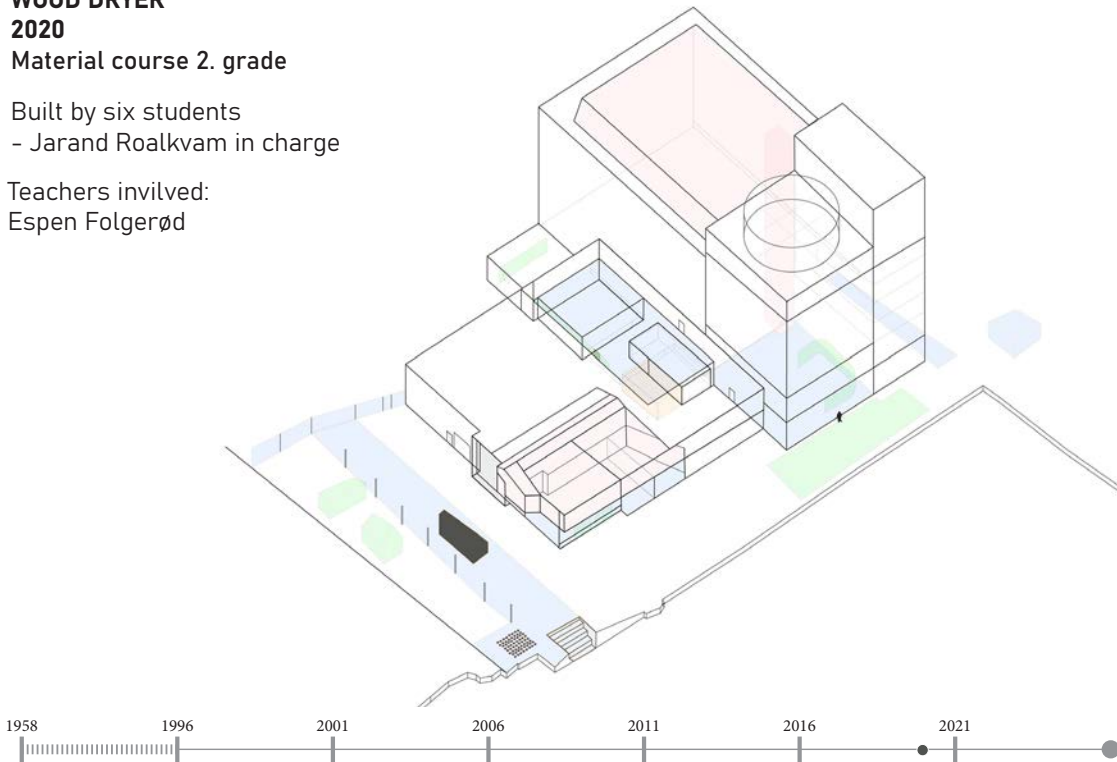 WOOD DRYER
2020
Material course 2. grade
Built by six students
- Jarand Roalkvam in charge
Teachers invilved:
Espen Folgerød
1958 1996 2001 2006 2011 2016 2021